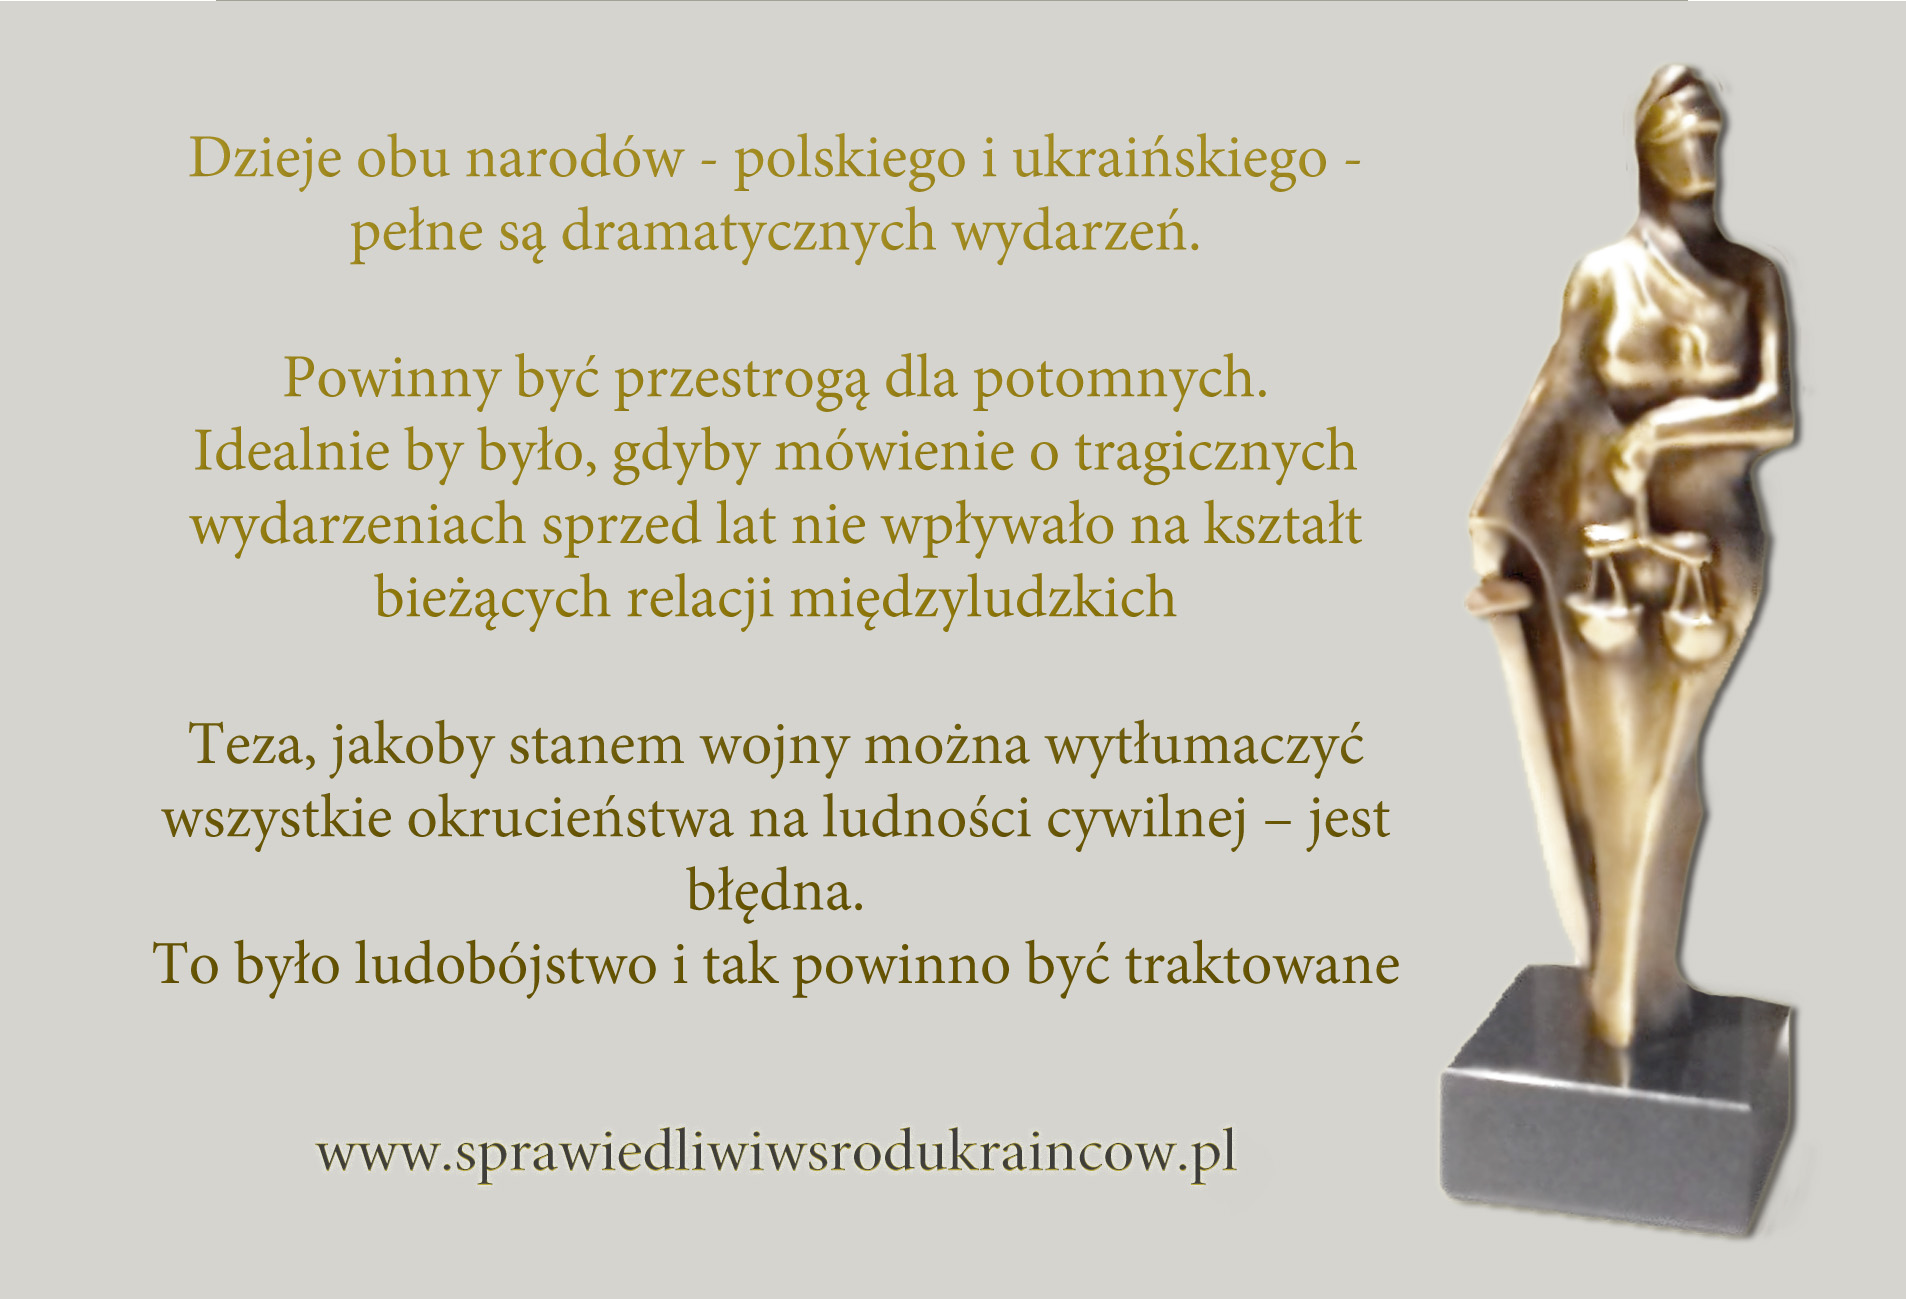 Dzieje obu narodów - polskiego i ukraińskiego -
pełne są dramatycznych wydarzeń.
Powinny być przestrogą dla potomnych.
Idealnie by było, gdyby mówienie o tragicznych
wydarzeniach sprzed lat nie wpływało na kształt
bieżących relacji międzyludzkich
Teza, jakoby stanem wojny można wytłumaczyć
wszystkie okrucieństwa na ludności cywilnej – jest
błędna.
To było ludobójstwo i tak powinno być traktowane
www.sprawiedliwiwsrodukraincow.pl